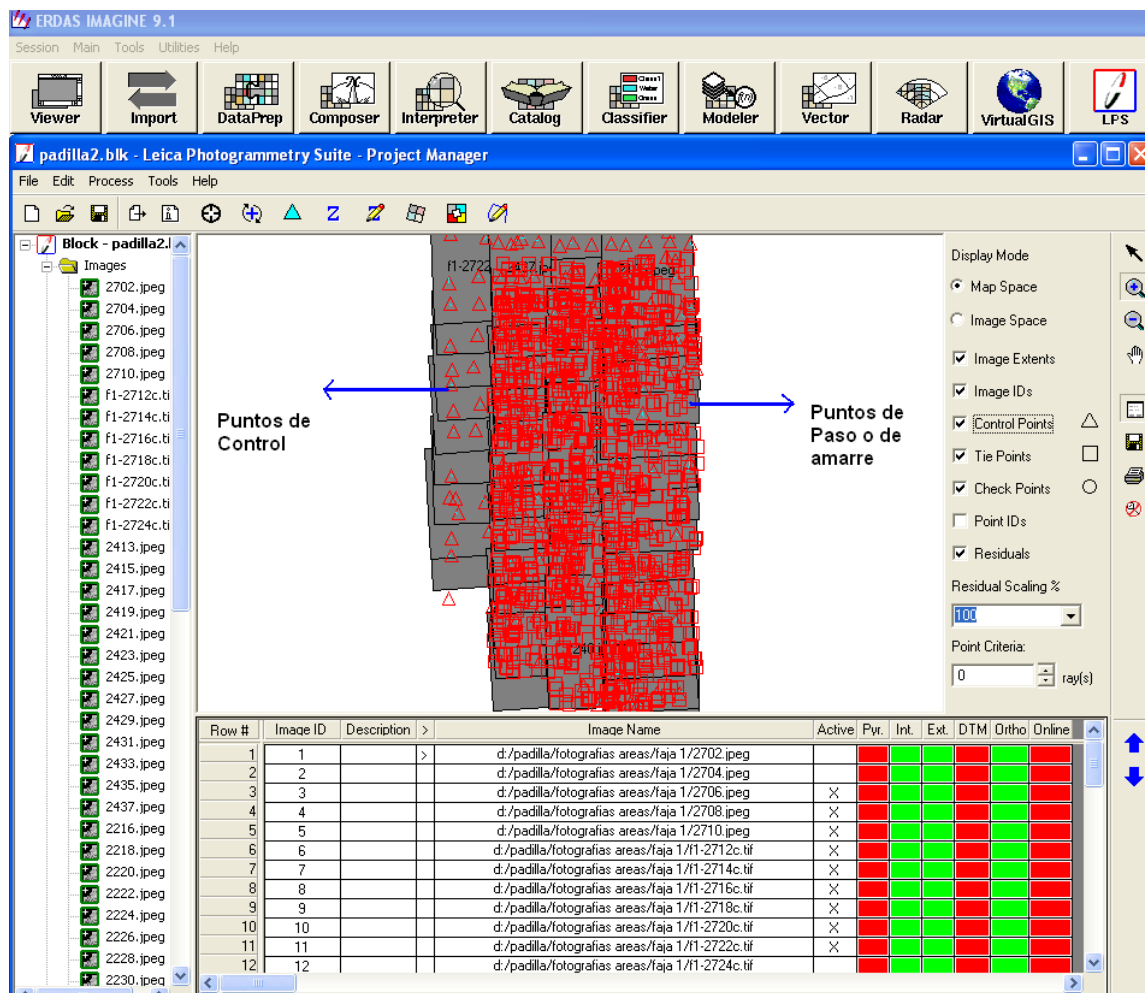 ERDAS IMAGINE 9.1
Session Main Tools Utilities Help
Viewer Import DataPrep Composer Interpreter Catalog Classifier Modeler Vector Radar VirtualGIS LPS
padilla2.blk - Leica Photogrammetry Suite - Project Manager
File Edit Process Tools Help
Block - padilla2.l
Images
2702.jpeg
2704.jpeg
2706.jpeg
2708.jpeg
2710.jpeg
f1-2712c.ti
f1-2714c.ti
f1-2716c.ti
f1-2718c.ti
f1-2720c.ti
f1-2722c.ti
f1-2724c.ti
2413.jpeg
2415.jpeg
2417.jpeg
2419.jpeg
2421.jpeg
2423.jpeg
2425.jpeg
2427.jpeg
2429.jpeg
2431.jpeg
2433.jpeg
2435.jpeg
2437.jpeg
2216.jpeg
2218.jpeg
2220.jpeg
2222.jpeg
2224.jpeg
2226.jpeg
2228.jpeg
2230.jpeg
f1-2722
Puntos de
Control
Puntos de
Paso o de
amarre
Display Mode
Map Space
Image Space
Image Extents
Image IDs
Control Points
Tie Points
Check Points
Point IDs
Residuals
Residual Scaling %
100
Point Criteria:
0 ray(s)
Row # Image ID Description > Image Name Active Pyr. Int. Ext. DTM Ortho Online
1 1 > d:/padilla/fotografias areas/faja 1/2702.jpeg
2 2 d:/padilla/fotografias areas/faja 1/2704.jpeg
3 3 d:/padilla/fotografias areas/faja 1/2706.jpeg X
4 4 d:/padilla/fotografias areas/faja 1/2708.jpeg X
5 5 d:/padilla/fotografias areas/faja 1/2710.jpeg X
6 6 d:/padilla/fotografias areas/faja 1/f1-2712c.tif X
7 7 d:/padilla/fotografias areas/faja 1/f1-2714c.tif X
8 8 d:/padilla/fotografias areas/faja 1/f1-2716c.tif X
9 9 d:/padilla/fotografias areas/faja 1/f1-2718c.tif X
10 10 d:/padilla/fotografias areas/faja 1/f1-2720c.tif X
11 11 d:/padilla/fotografias areas/faja 1/f1-2722c.tif X
12 12 d:/padilla/fotografias areas/faja 1/f1-2724c.tif